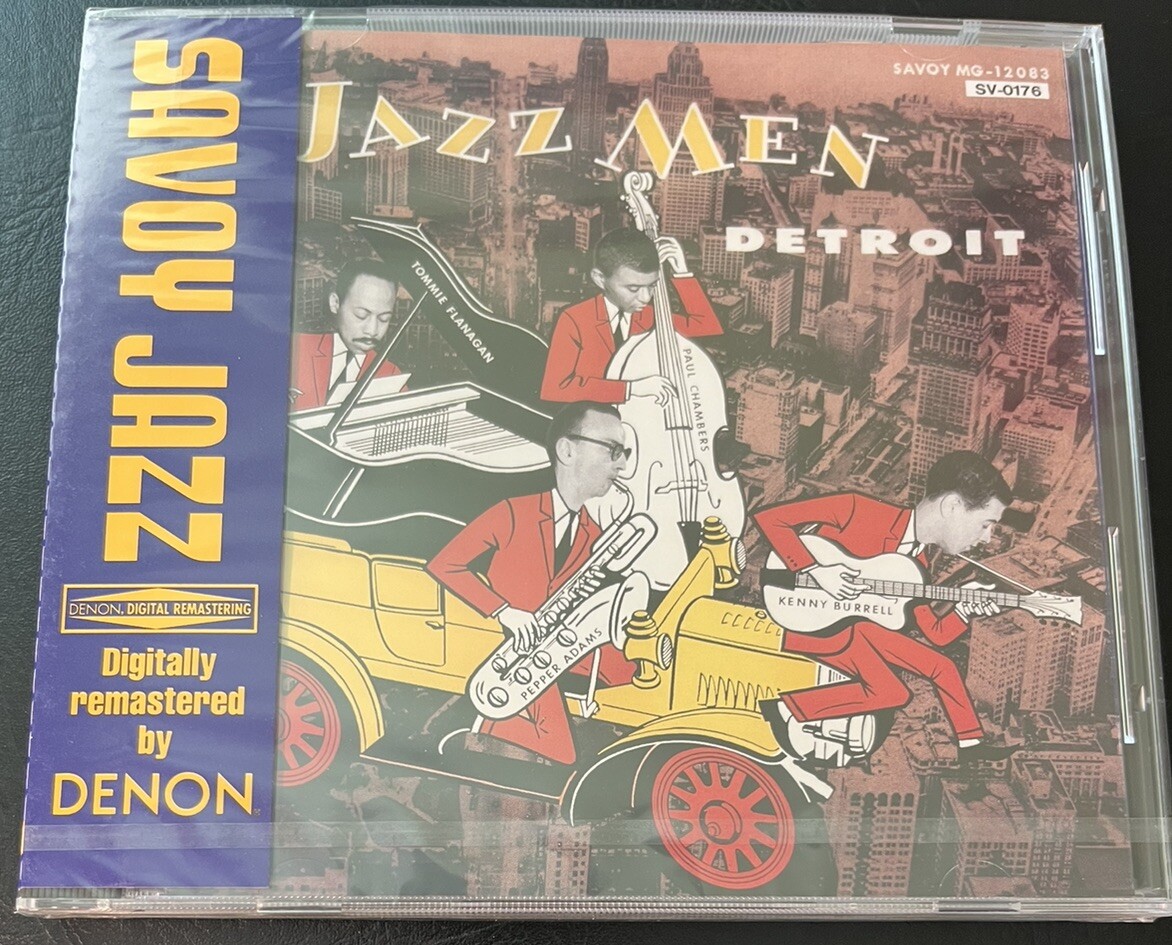 SAVOY JAZZ
DENON. DIGITAL REMASTERING
Digitally
remastered
by
DENON
SAVOY MG-12083
SV-0176
JAZZ MEN
DETROIT
TOMMIE FLANAGAN
PAUL CHAMBERS
PEPPER ADAMS
KENNY BURRELL